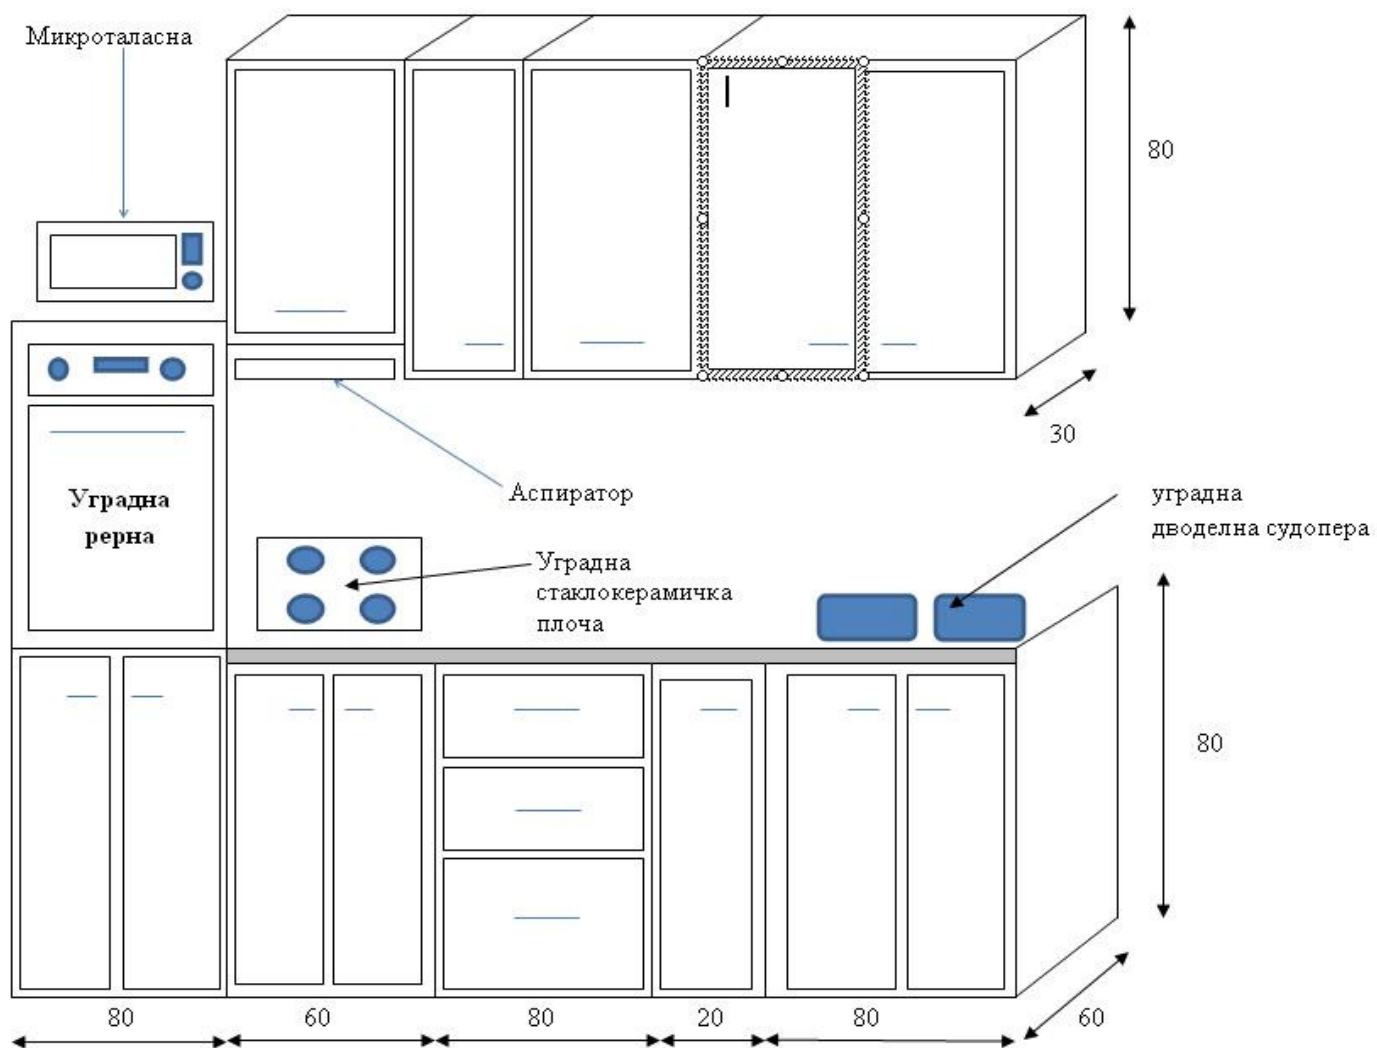 Микроталасна
80
30
Уградна
рерна
Аспиратор
уградна
дводелна судопера
Уградна
стаклокерамичка
плоча
80
80
60
80
20
80
60